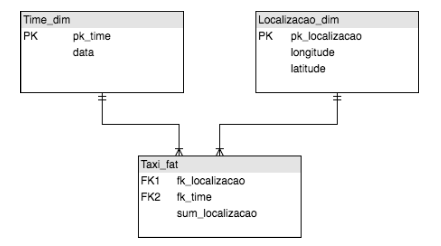 Time_dim
PK pk_time
data
Localizacao_dim
PK pk_localizacao
longitude
latitude
Taxi_fat
FK1 fk_localizacao
FK2 fk_time
sum_localizacao